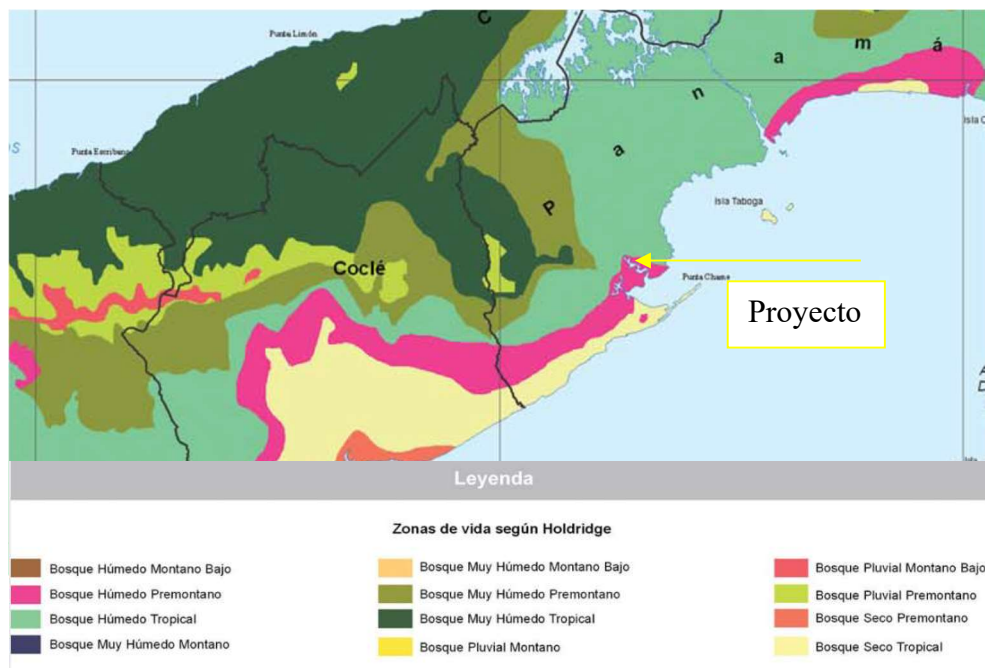 C
Punta Limón
a m á
n
os
Punta Escribano
a
Isla C
P
Isla Taboga
Coclé
Punta Chame
Proyecto
A
D
Leyenda
Zonas de vida según Holdridge
Bosque Húmedo Montano Bajo
Bosque Húmedo Premontano
Bosque Húmedo Tropical
Bosque Muy Húmedo Montano
Bosque Muy Húmedo Montano Bajo
Bosque Muy Húmedo Premontano
Bosque Muy Húmedo Tropical
Bosque Pluvial Montano
Bosque Pluvial Montano Bajo
Bosque Pluvial Premontano
Bosque Seco Premontano
Bosque Seco Tropical